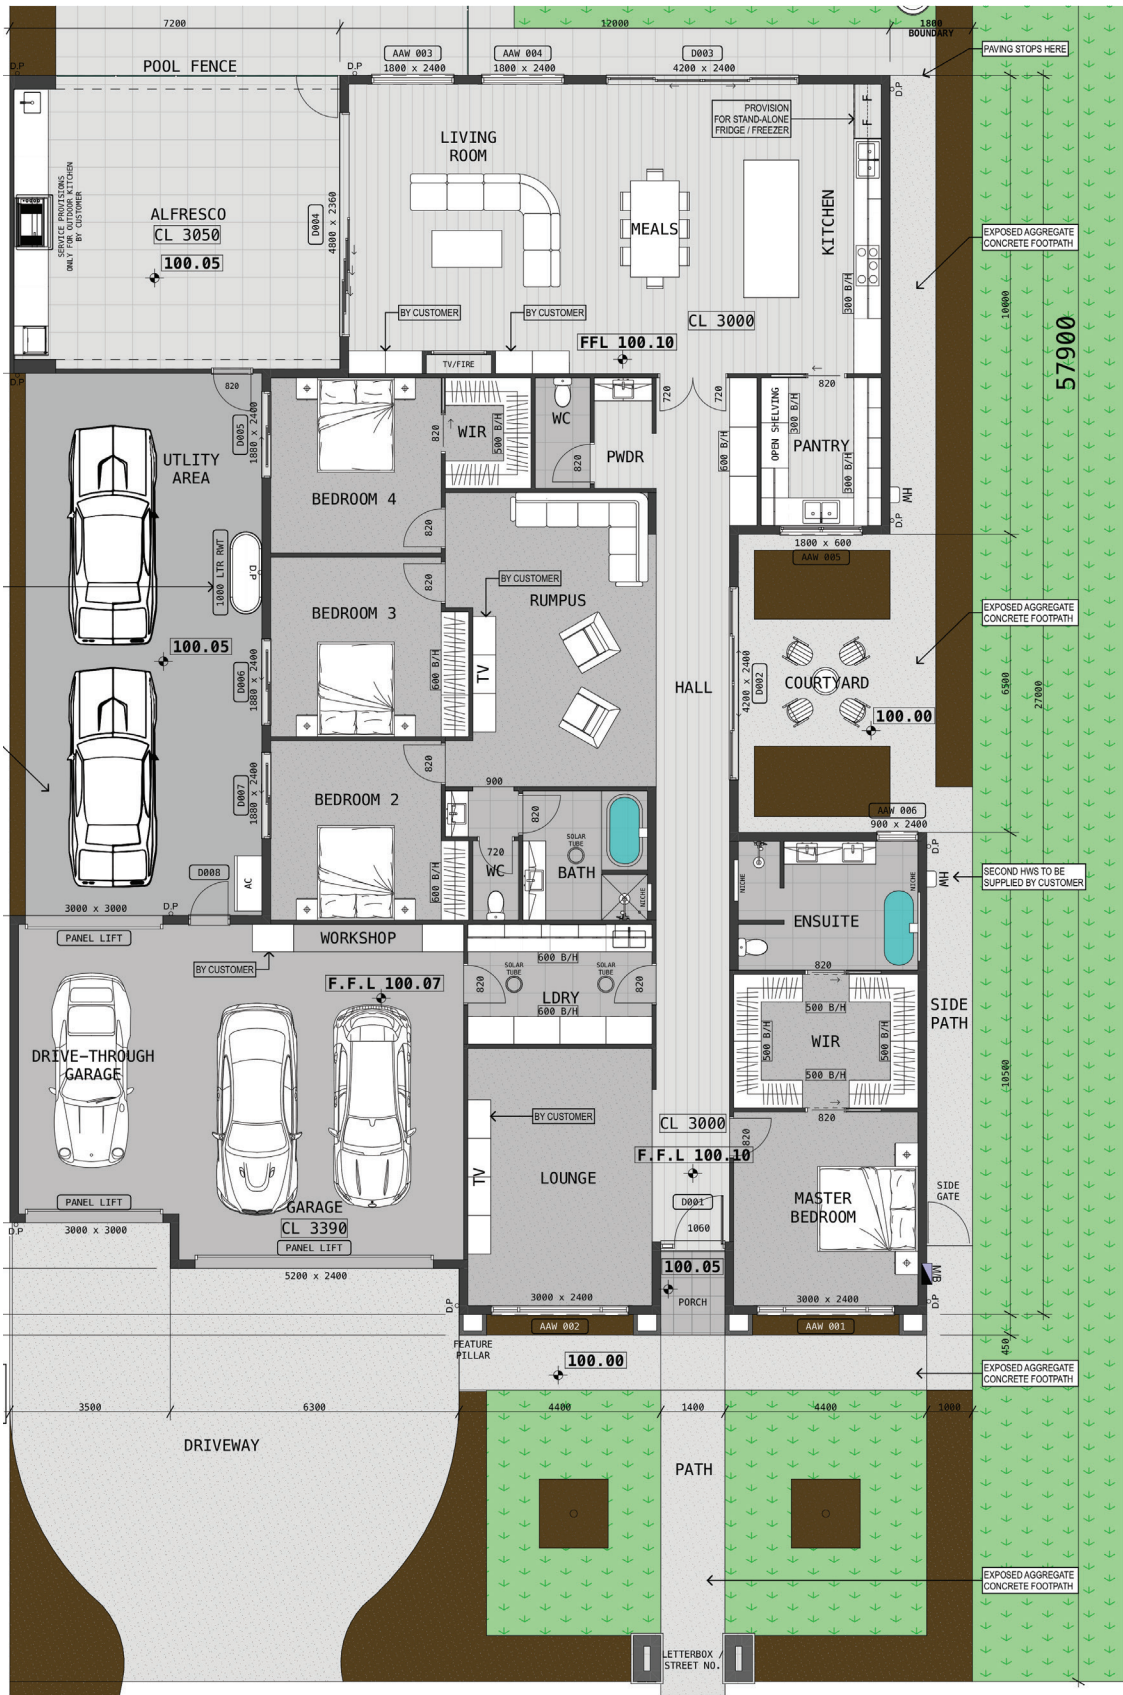 7200
12000
1800
BOUNDARY
PAVING STOPS HERE
POOL FENCE
D.P
D.P
AAW 003
1800 x 2400
AAW 004
1800 x 2400
D003
4200 x 2400
D.P
PROVISION
FOR STAND-ALONE
FRIDGE / FREEZER
F F
LIVING
ROOM
SERVICE PROVISIONS
ONLY FOR OUTDOOR KITCHEN
BY CUSTOMER
ALFRESCO
CL 3050
100.05
D004
4800 x 2360
MEALS
KITCHEN
300 B/H
EXPOSED AGGREGATE
CONCRETE FOOTPATH
10000
57900
BY CUSTOMER
BY CUSTOMER
CL 3000
FFL 100.10
TV/FIRE
D.P
820
820
720
720
UTLITY
AREA
D005
1880 x 2400
BEDROOM 4
820
WIR
500 B/H
WC
820
PWDR
600 B/H
OPEN SHELVING
300 B/H
PANTRY
300 B/H
HW
D.P
820
1800 x 600
AAW 005
1000 LTR RWT
D.P
BY CUSTOMER
RUMPUS
820
BEDROOM 3
600 B/H
TV
100.05
D006
1880 x 2400
HALL
4200 x 2400
D002
COURTYARD
100.00
EXPOSED AGGREGATE
CONCRETE FOOTPATH
6500
27000
820
900
BEDROOM 2
D007
1880 x 2400
820
SOLAR
TUBE
BATH
720
WC
600 B/H
NICHE
AAW 006
900 x 2400
D.P
HW
SECOND HWS TO BE
SUPPLIED BY CUSTOMER
NICHE
ENSUITE
820
D008
AC
3000 x 3000
D.P
PANEL LIFT
WORKSHOP
BY CUSTOMER
F.F.L 100.07
600 B/H
SOLAR
TUBE
SOLAR
TUBE
820
820
LDRY
600 B/H
500 B/H
500 B/H
WIR
500 B/H
500 B/H
820
SIDE
PATH
10500
DRIVE-THROUGH
GARAGE
BY CUSTOMER
CL 3000
820
F.F.L 100.10
TV
LOUNGE
D001
1060
MASTER
BEDROOM
SIDE
GATE
PANEL LIFT
3000 x 3000
D.P
GARAGE
CL 3390
PANEL LIFT
5200 x 2400
D.P
100.05
PORCH
M/B
D.P
3000 x 2400
AAW 002
3000 x 2400
AAW 001
FEATURE
PILLAR
450
100.00
EXPOSED AGGREGATE
CONCRETE FOOTPATH
3500
6300
4400
1400
4400
1000
DRIVEWAY
PATH
EXPOSED AGGREGATE
CONCRETE FOOTPATH
LETTERBOX /
STREET NO.